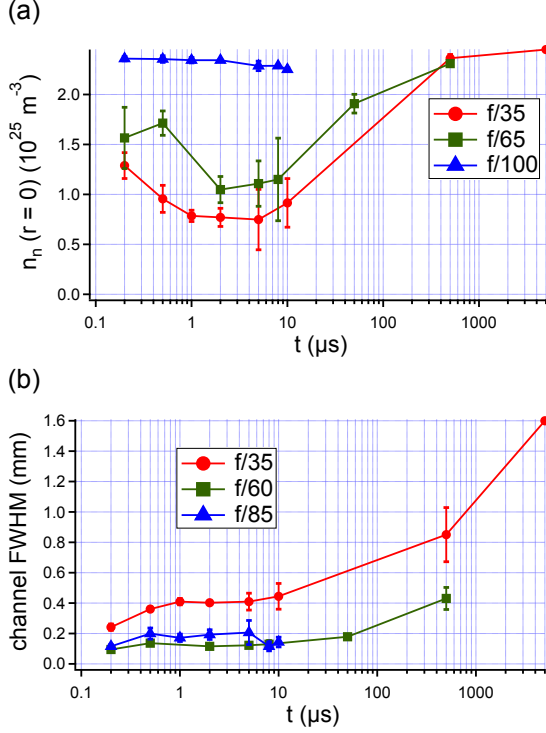 (a)
n_n (r = 0) (10^25 m^-3)
2.0
1.5
1.0
0.5
0.0
f/35
f/65
f/100
0.1
1
10
100
1000
t (µs)
(b)
channel FWHM (mm)
1.6
1.4
1.2
1.0
0.8
0.6
0.4
0.2
0.0
f/35
f/60
f/85
0.1
1
10
100
1000
t (µs)